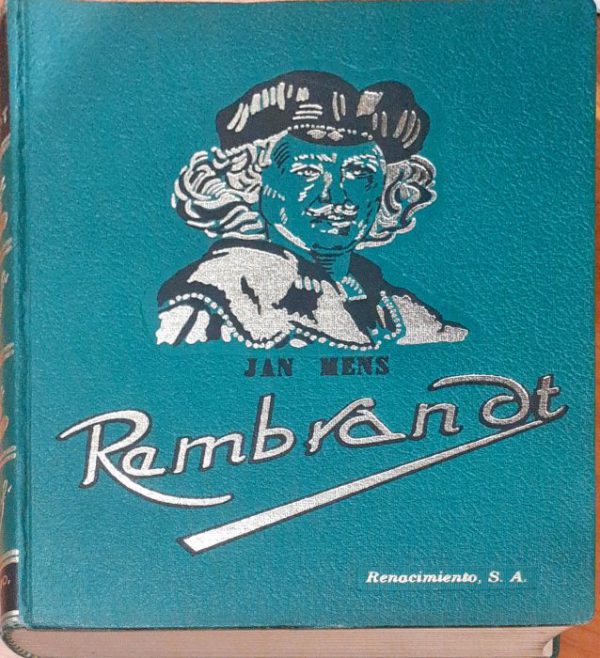 JAN MENS
Rembrandt
Renacimiento, S. A.